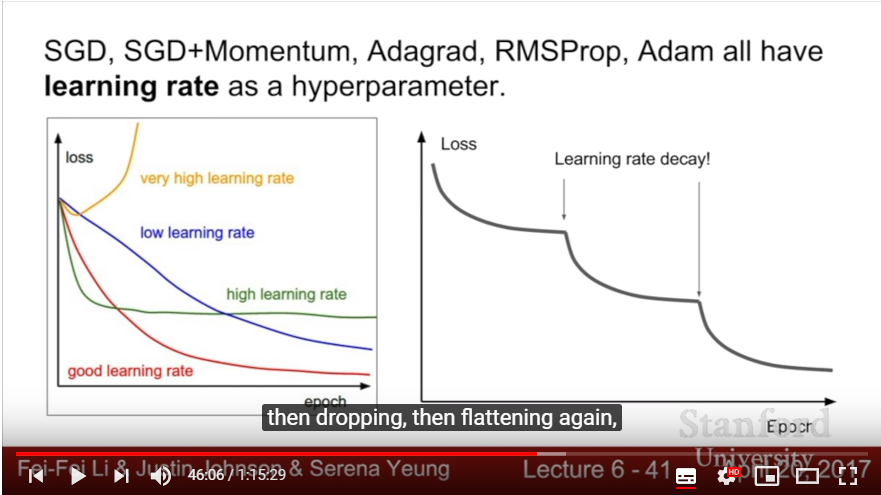 SGD, SGD+Momentum, Adagrad, RMSProp, Adam all have
learning rate as a hyperparameter.
loss
very high learning rate
low learning rate
high learning rate
good learning rate
epoch
Loss
Learning rate decay!
Epoch
then dropping, then flattening again,
Stanford
University
Fei-Fei Li & Justin Johnson & Serena Yeung
Lecture 6 - 41
2017
46:06 / 1:15:29
HD